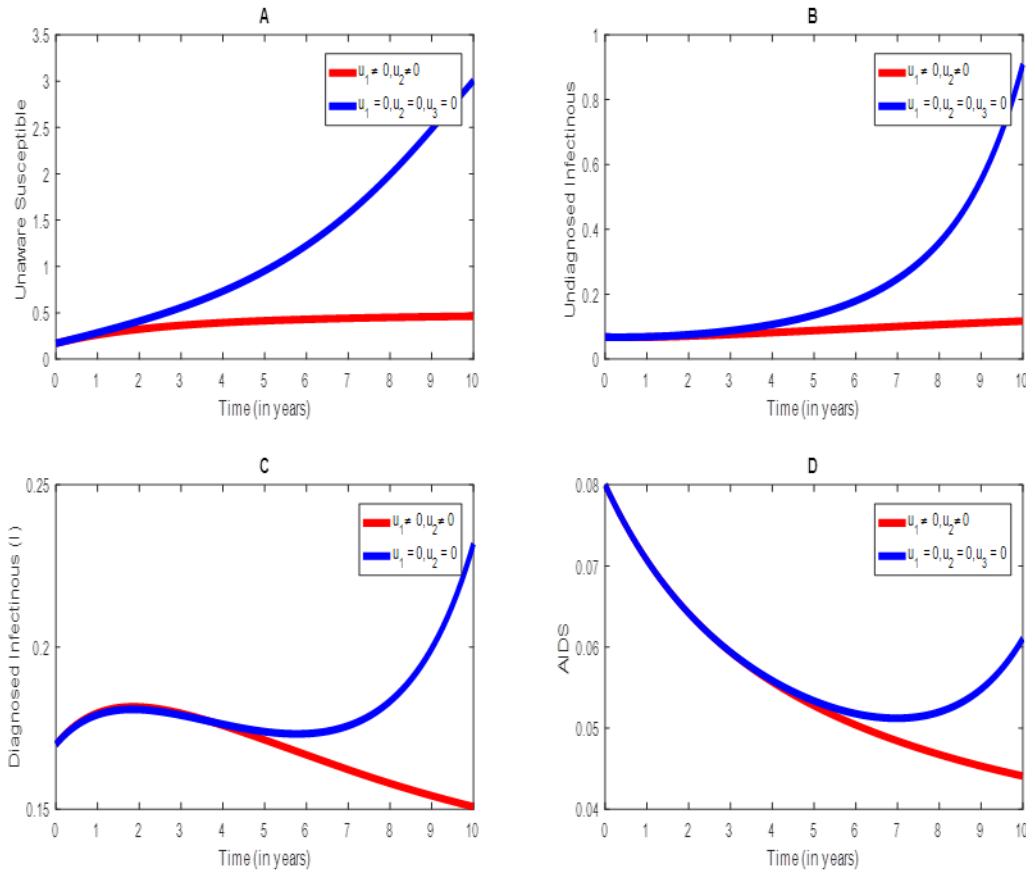 A
Unaware Susceptible
3.5
3
2.5
2
1.5
1
0.5
0
u₁ ≠ 0,u₂≠0
u₁ = 0,u₂ = 0,u₃ = 0
0 1 2 3 4 5 6 7 8 9 10
Time (in years)
B
Undiagnosed Infectinous
1
0.8
0.6
0.4
0.2
0
u₁ ≠ 0,u₂≠0
u₁ = 0,u₂ = 0,u₃ = 0
0 1 2 3 4 5 6 7 8 9 10
Time (in years)
C
Diagnosed Infectinous (I)
0.25
0.2
0.15
u₁ ≠ 0,u₂≠0
u₁ = 0,u₂ = 0
0 1 2 3 4 5 6 7 8 9 10
Time (in years)
D
AIDS
0.08
0.07
0.06
0.05
0.04
u₁ ≠ 0,u₂≠0
u₁ = 0,u₂ = 0,u₃ = 0
0 1 2 3 4 5 6 7 8 9 10
Time (in years)